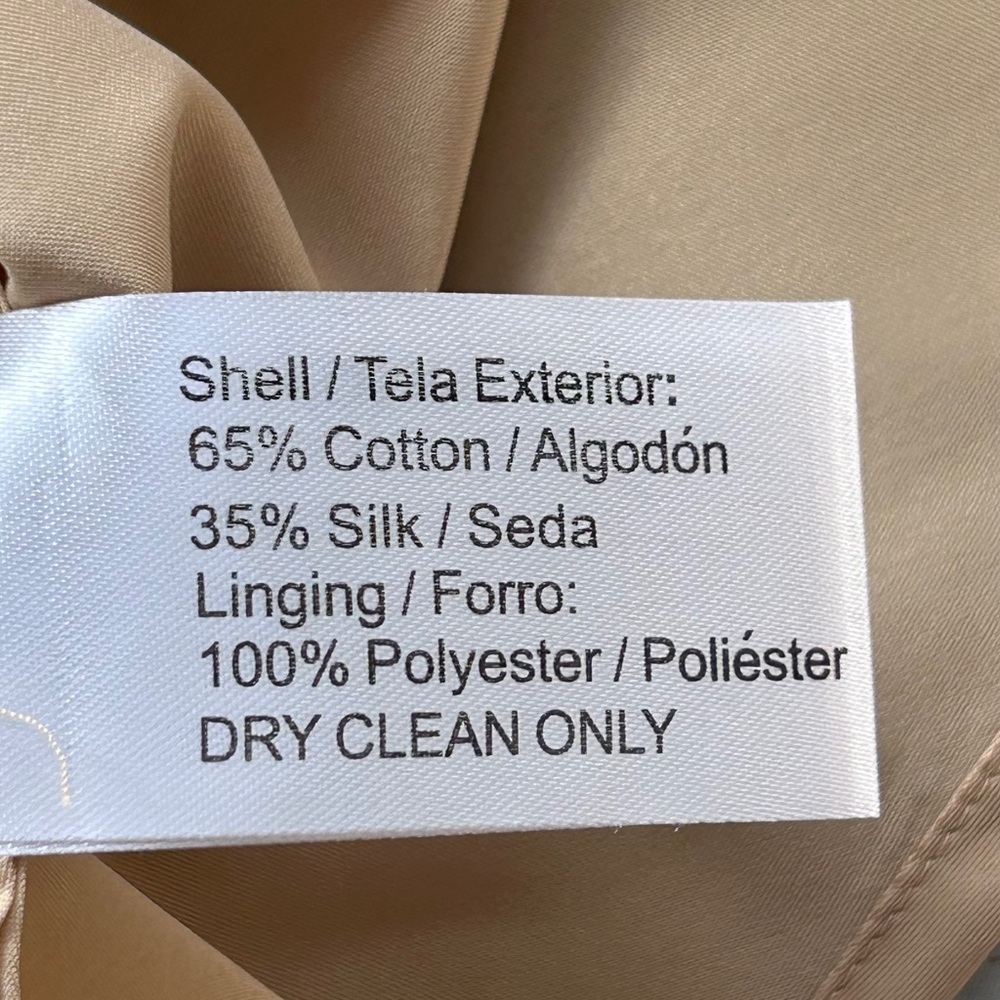 Shell / Tela Exterior:
65% Cotton / Algodón
35% Silk / Seda
Linging / Forro:
100% Polyester / Poliéster
DRY CLEAN ONLY